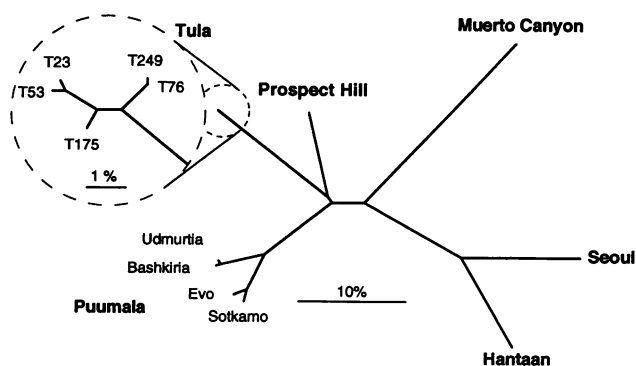 Muerto Canyon
Tula
T23
T249
T53
T76
Prospect Hill
T175
1 %
Udmurtia
Bashkiria
Seoul
Evo
10%
Puumala
Sotkamo
Hantaan